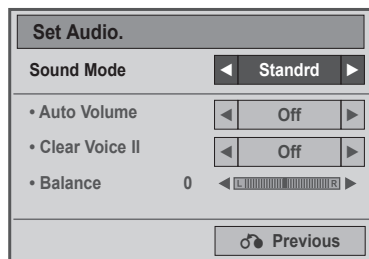 Set Audio.
Sound Mode ◀ Standrd ▶
• Auto Volume ◀ Off ▶
• Clear Voice II ◀ Off ▶
• Balance 0 ◀ L R ▶
Previous